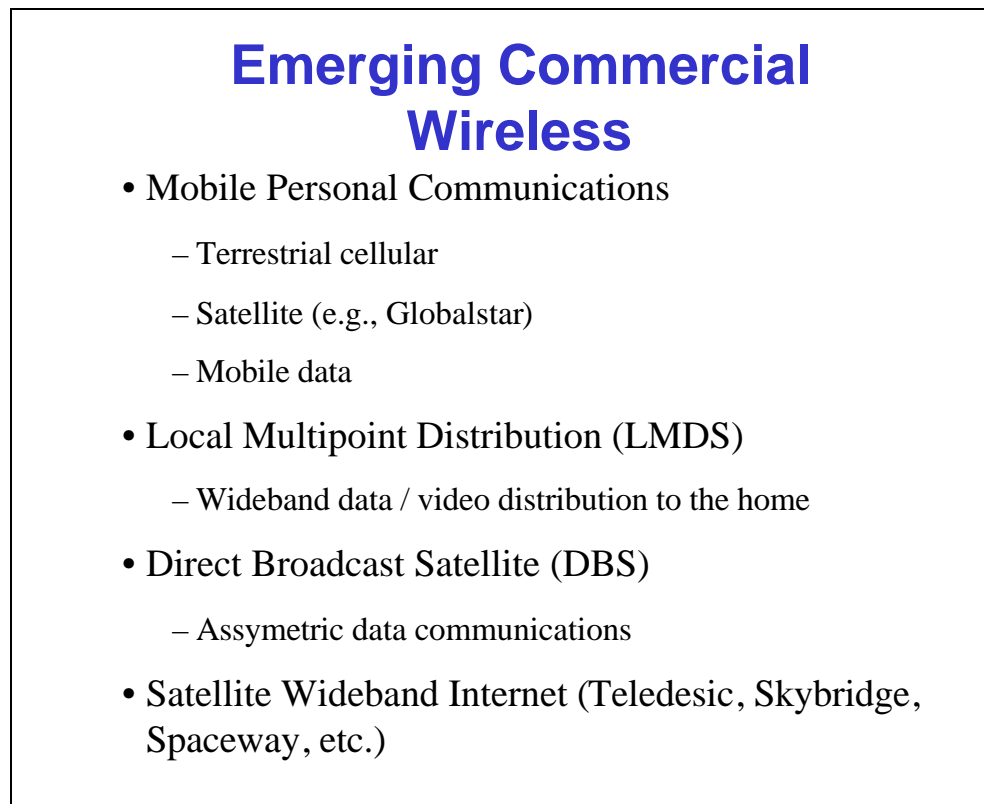 Emerging Commercial
Wireless
• Mobile Personal Communications
– Terrestrial cellular
– Satellite (e.g., Globalstar)
– Mobile data
• Local Multipoint Distribution (LMDS)
– Wideband data / video distribution to the home
• Direct Broadcast Satellite (DBS)
– Assymetric data communications
• Satellite Wideband Internet (Teledesic, Skybridge,
Spaceway, etc.)